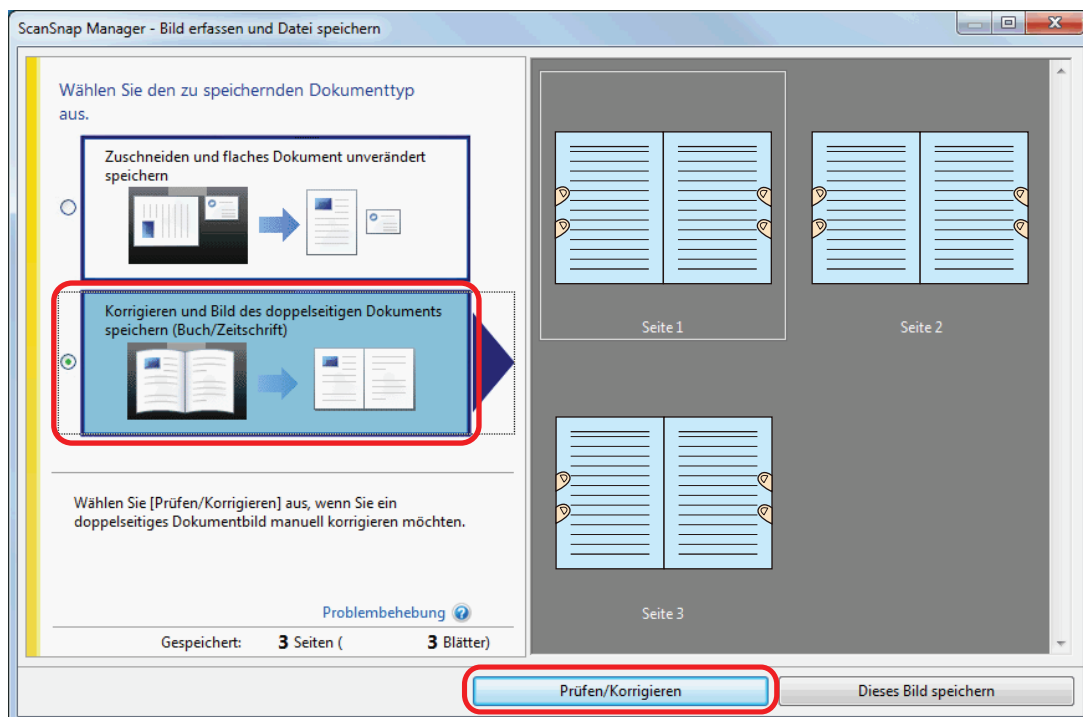 ScanSnap Manager - Bild erfassen und Datei speichern
Wählen Sie den zu speichernden Dokumenttyp
aus.
Zuschneiden und flaches Dokument unverändert
speichern
Korrigieren und Bild des doppelseitigen Dokuments
speichern (Buch/Zeitschrift)
Wählen Sie [Prüfen/Korrigieren] aus, wenn Sie ein
doppelseitiges Dokumentbild manuell korrigieren möchten.
Problembehebung
Gespeichert: 3 Seiten ( 3 Blätter)
Seite 1
Seite 2
Seite 3
Prüfen/Korrigieren
Dieses Bild speichern